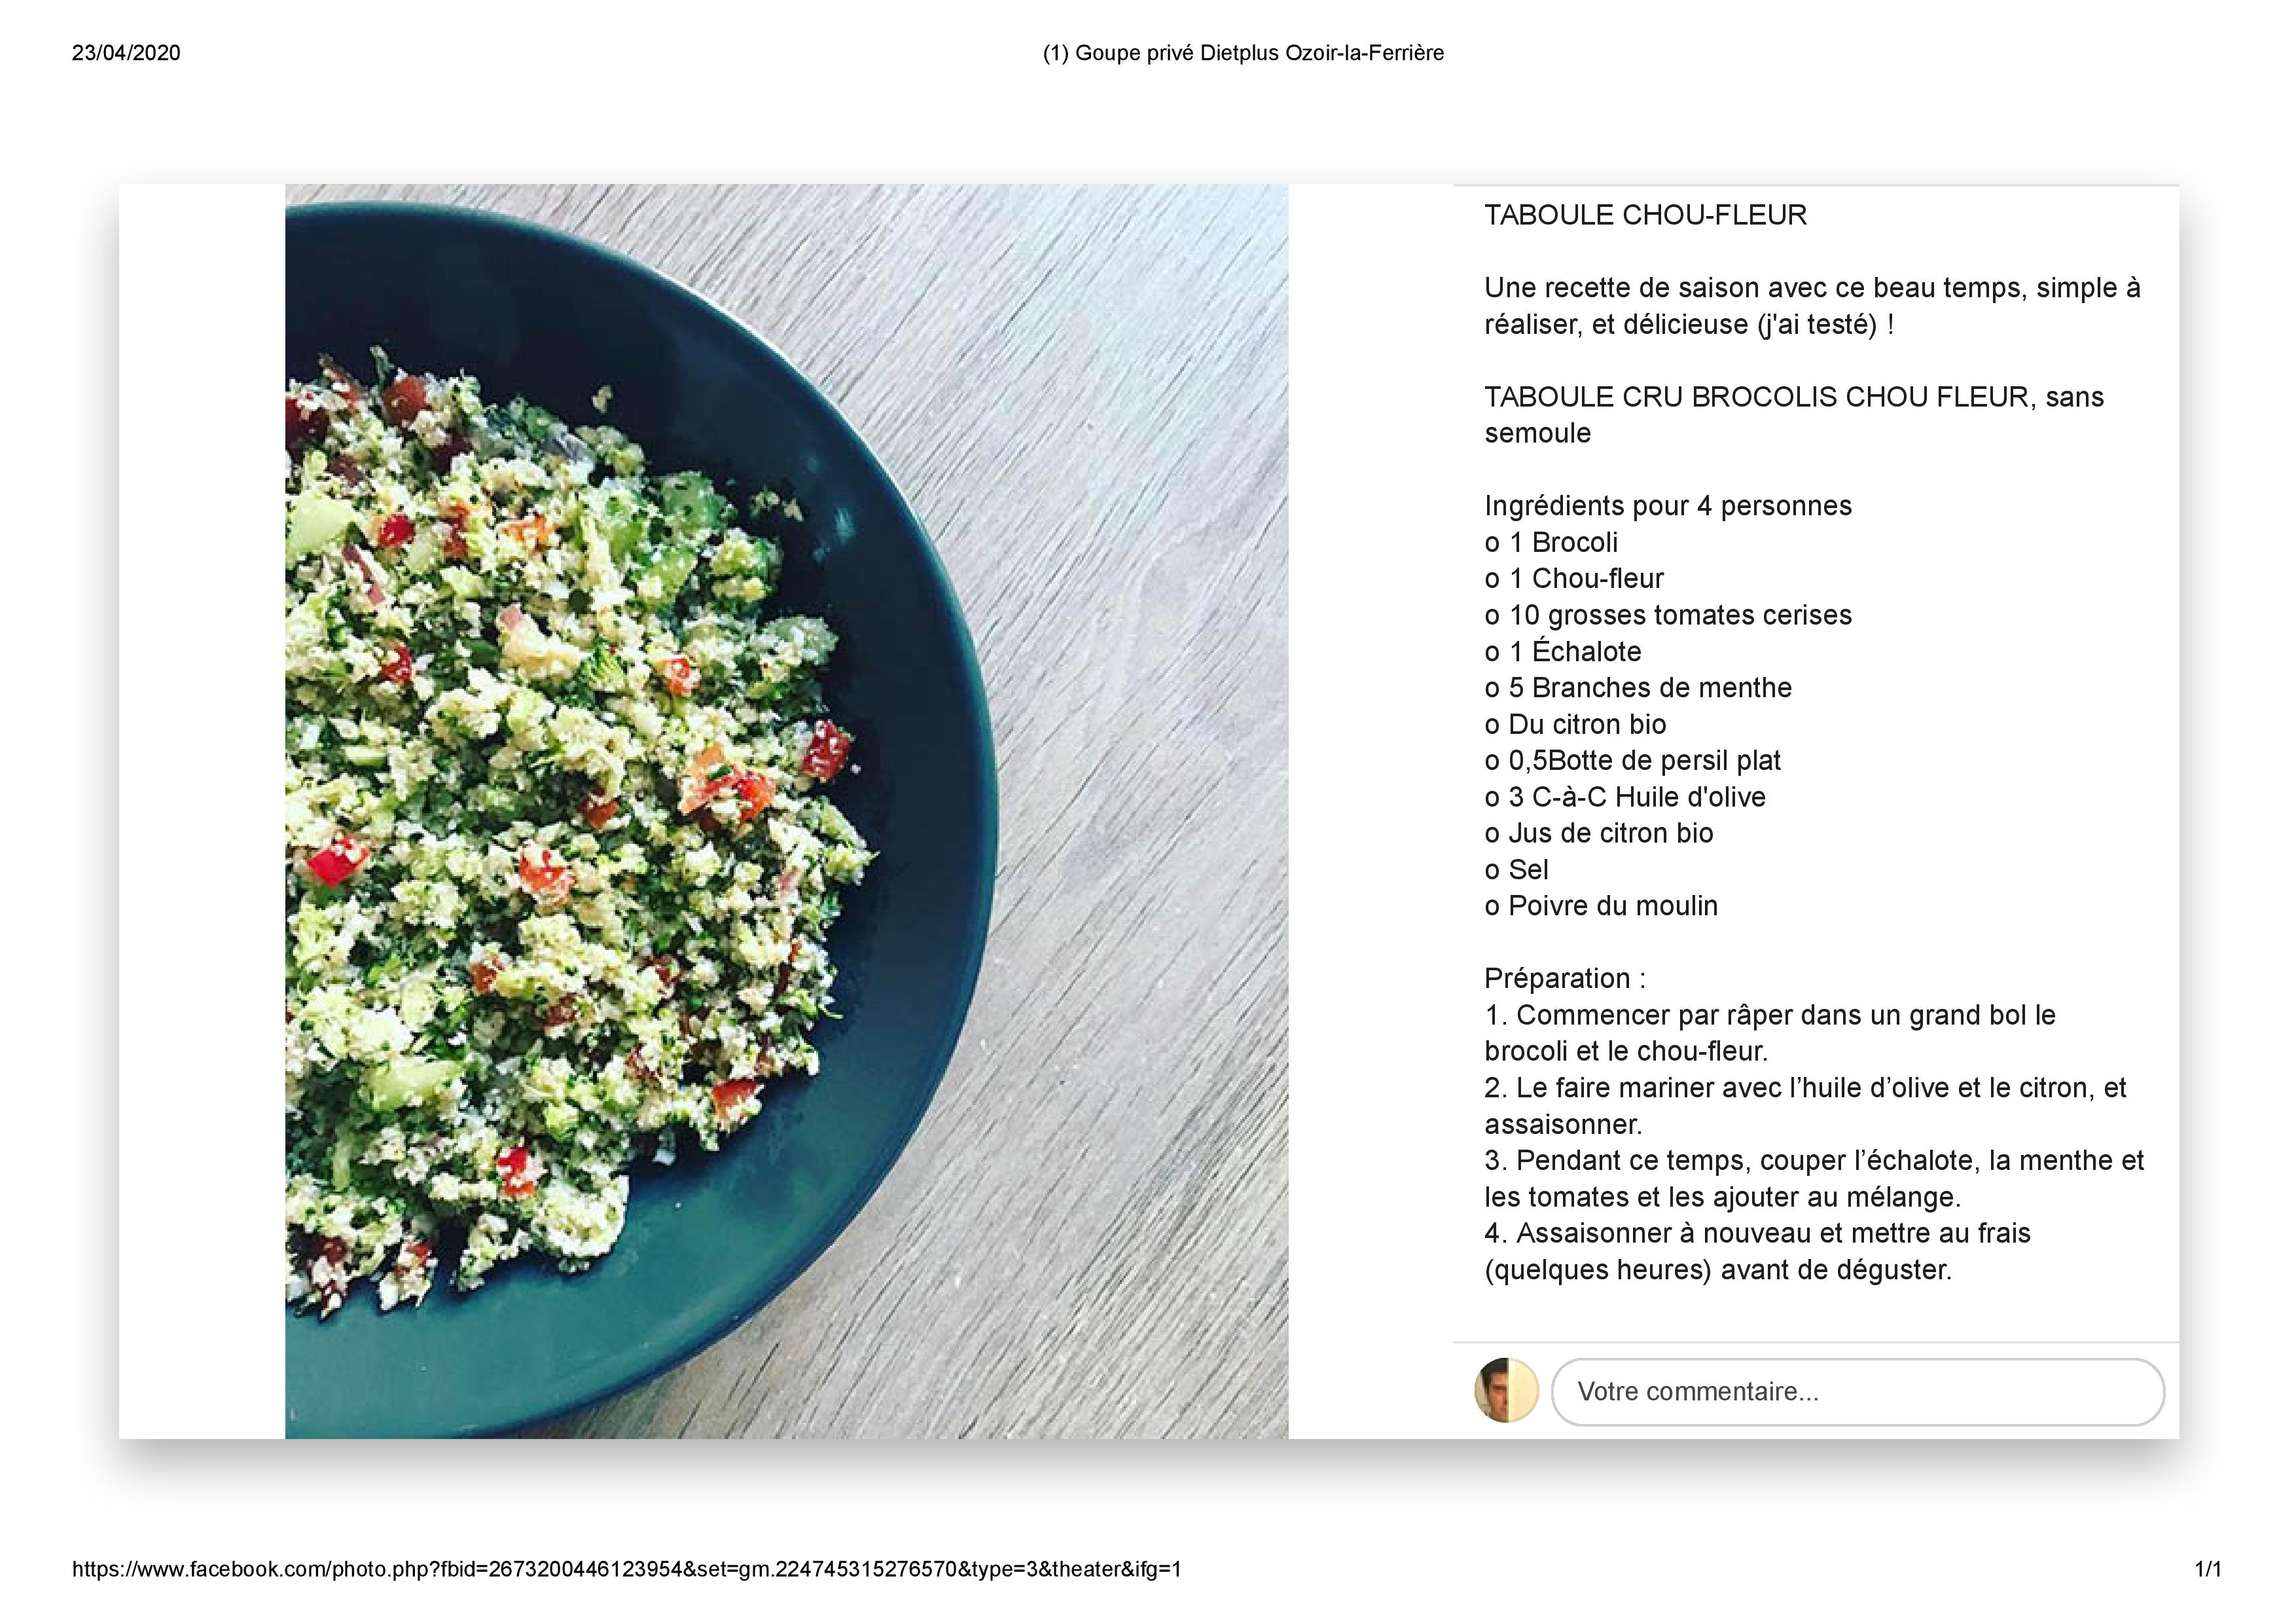 23/04/2020
(1) Goupe privé Dietplus Ozoir-la-Ferrière
TABOULE CHOU-FLEUR
Une recette de saison avec ce beau temps, simple à
réaliser, et délicieuse (j'ai testé) !
TABOULE CRU BROCOLIS CHOU FLEUR, sans
semoule
Ingrédients pour 4 personnes
o 1 Brocoli
o 1 Chou-fleur
o 10 grosses tomates cerises
o 1 Échalote
o 5 Branches de menthe
o Du citron bio
o 0,5Botte de persil plat
o 3 C-à-C Huile d'olive
o Jus de citron bio
o Sel
o Poivre du moulin
Préparation :
1. Commencer par râper dans un grand bol le
brocoli et le chou-fleur.
2. Le faire mariner avec l’huile d’olive et le citron, et
assaisonner.
3. Pendant ce temps, couper l’échalote, la menthe et
les tomates et les ajouter au mélange.
4. Assaisonner à nouveau et mettre au frais
(quelques heures) avant de déguster.
Votre commentaire...
https://www.facebook.com/photo.php?fbid=2673200446123954&set=gm.224745315276570&type=3&theater&ifg=1
1/1